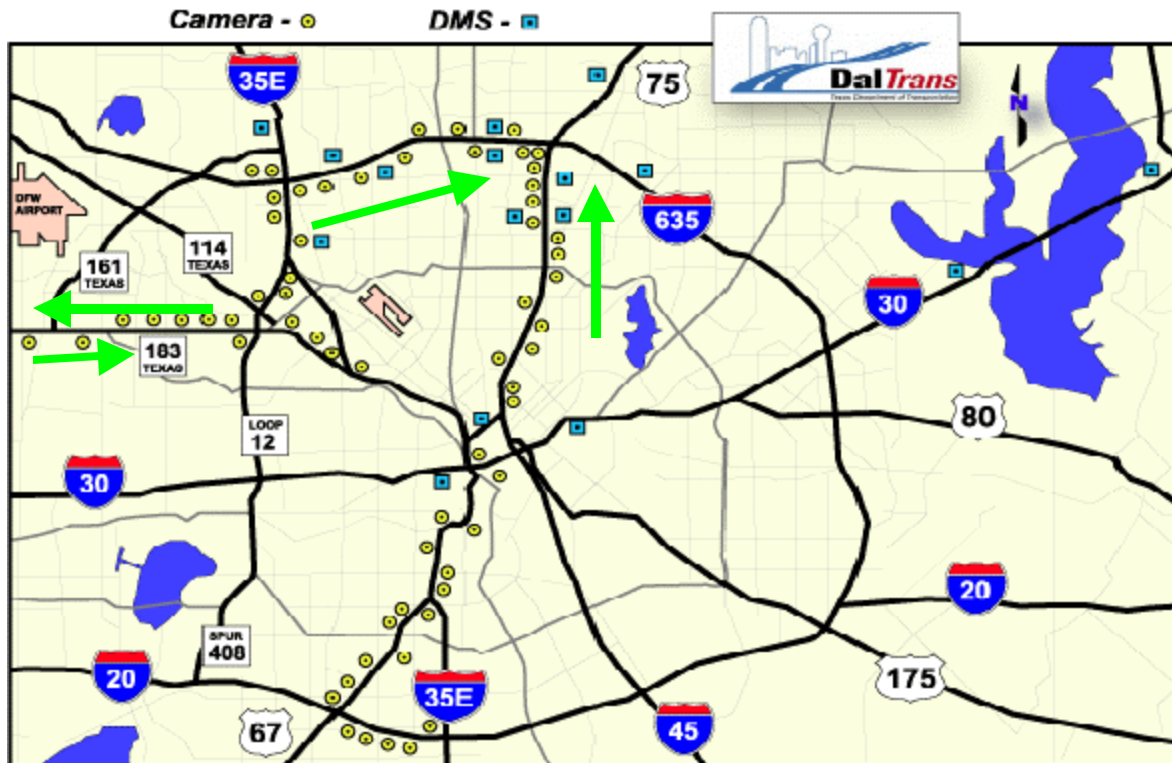 Camera -
DMS -
35E
75
DalTrans
Texas Department of Transportation
N
DFW
AIRPORT
114
TEXAS
161
TEXAS
635
30
183
TEXAS
LOOP
12
80
30
20
SPUR
408
20
35E
175
67
45